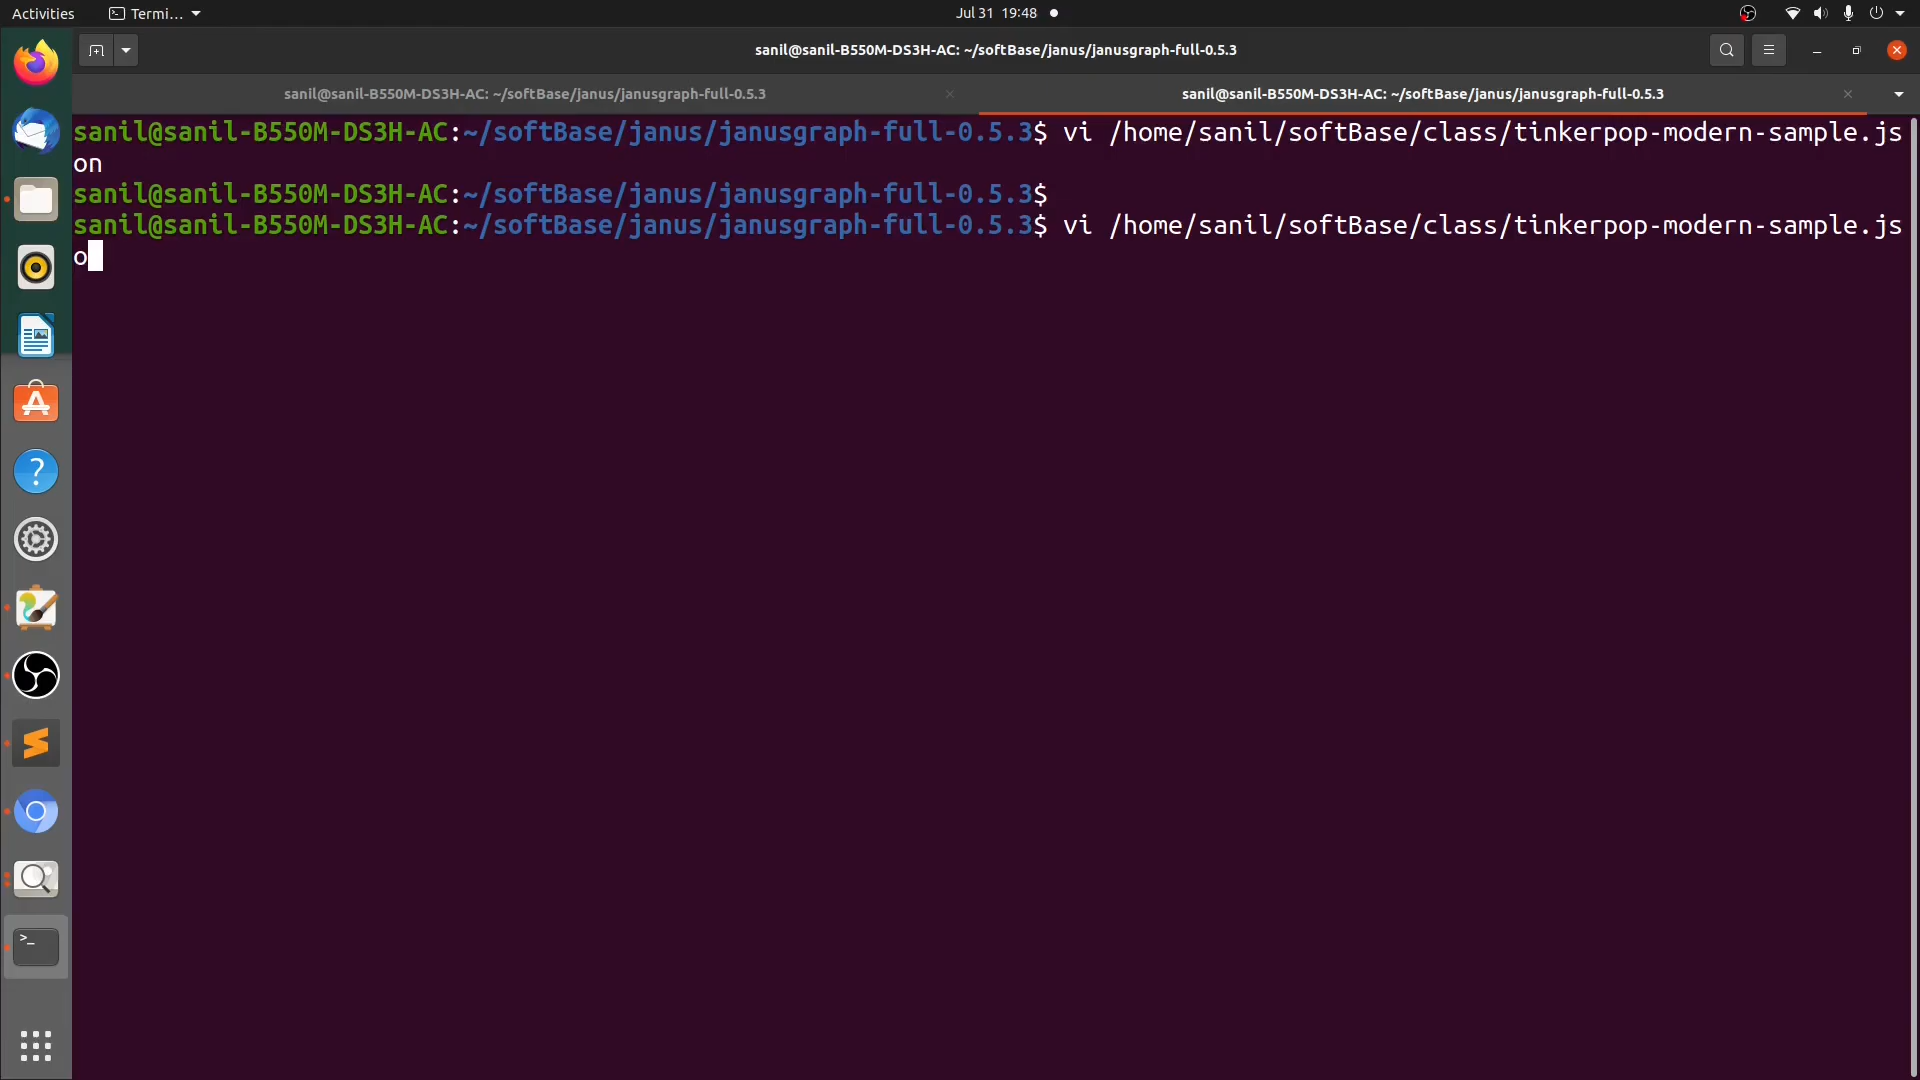 Activities
Termi...
Jul 31 19:48
sanil@sanil-B550M-DS3H-AC: ~/softBase/janus/janusgraph-full-0.5.3
sanil@sanil-B550M-DS3H-AC: ~/softBase/janus/janusgraph-full-0.5.3
sanil@sanil-B550M-DS3H-AC: ~/softBase/janus/janusgraph-full-0.5.3
sanil@sanil-B550M-DS3H-AC:~/softBase/janus/janusgraph-full-0.5.3$ vi /home/sanil/softBase/class/tinkerpop-modern-sample.js
on
sanil@sanil-B550M-DS3H-AC:~/softBase/janus/janusgraph-full-0.5.3$
sanil@sanil-B550M-DS3H-AC:~/softBase/janus/janusgraph-full-0.5.3$ vi /home/sanil/softBase/class/tinkerpop-modern-sample.js
o